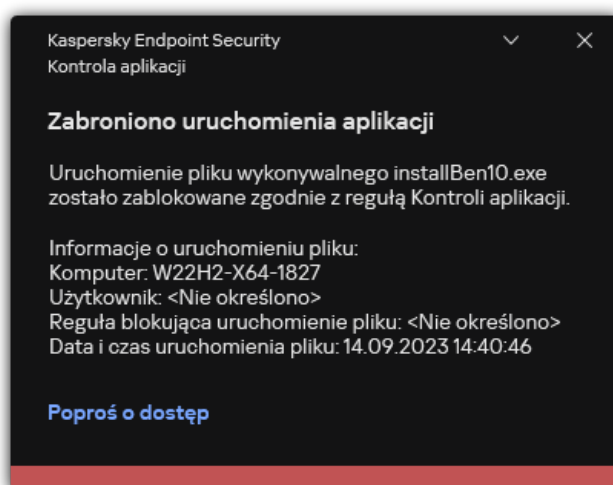 Kaspersky Endpoint Security
Kontrola aplikacji
Zabroniono uruchomienia aplikacji
Uruchomienie pliku wykonywalnego installBen10.exe
zostało zablokowane zgodnie z regułą Kontroli aplikacji.
Informacje o uruchomieniu pliku:
Komputer: W22H2-X64-1827
Użytkownik: <Nie określono>
Reguła blokująca uruchomienie pliku: <Nie określono>
Data i czas uruchomienia pliku: 14.09.2023 14:40:46
Poproś o dostęp